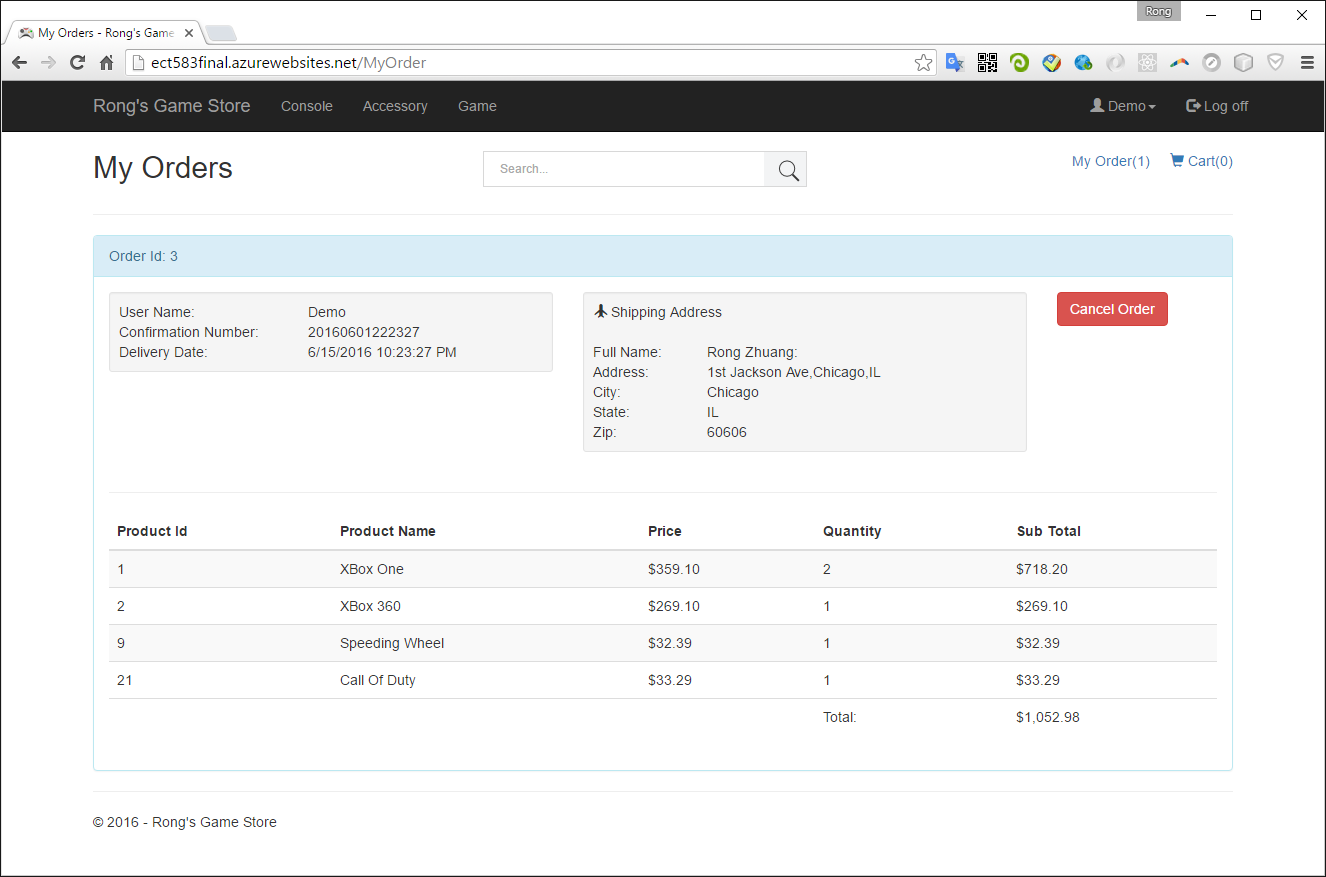 Rong
My Orders - Rong's Game
ect583final.azurewebsites.net/MyOrder
Rong's Game Store Console Accessory Game Demo Log off
My Orders Search... My Order(1) Cart(0)
Order Id: 3
User Name: Demo
Confirmation Number: 20160601222327
Delivery Date: 6/15/2016 10:23:27 PM
Shipping Address
Full Name: Rong Zhuang:
Address: 1st Jackson Ave,Chicago,IL
City: Chicago
State: IL
Zip: 60606
Cancel Order
Product Id Product Name Price Quantity Sub Total
1 XBox One $359.10 2 $718.20
2 XBox 360 $269.10 1 $269.10
9 Speeding Wheel $32.39 1 $32.39
21 Call Of Duty $33.29 1 $33.29
Total: $1,052.98
© 2016 - Rong's Game Store